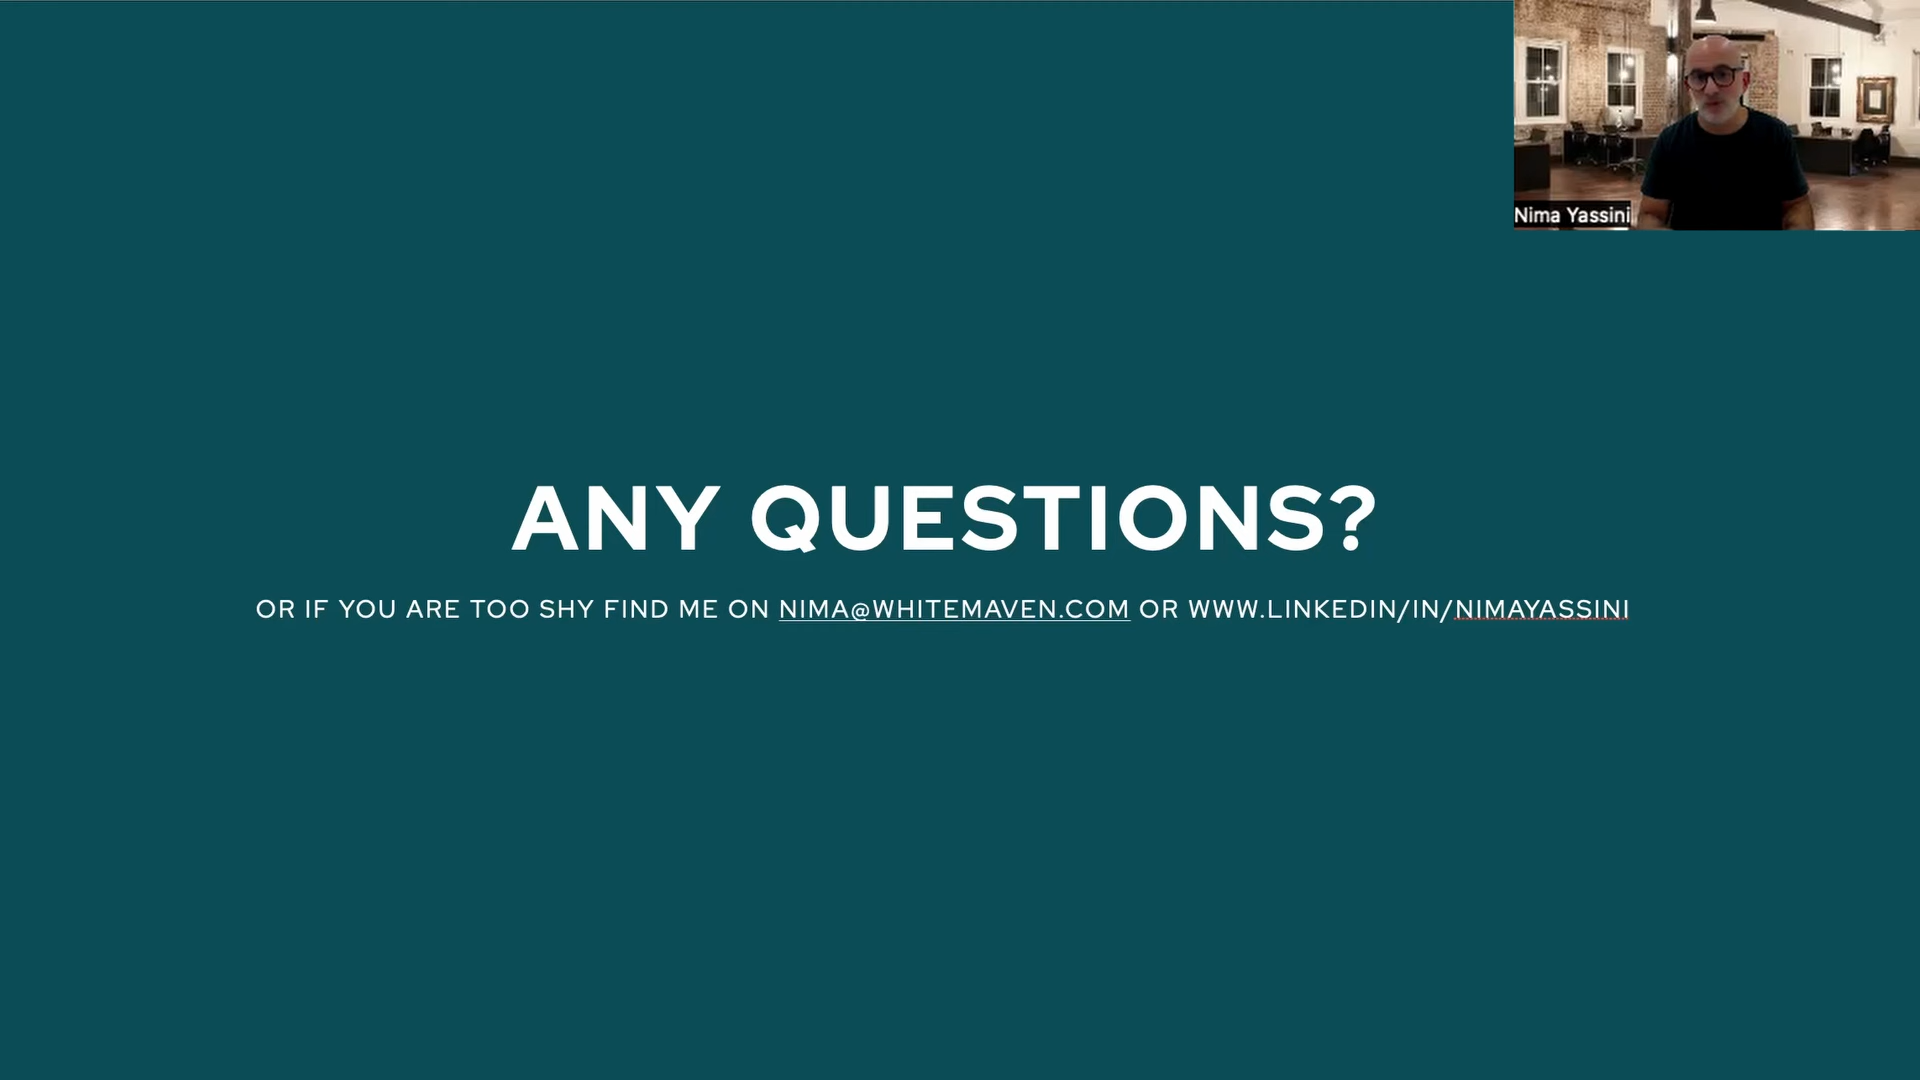 Nima Yassini
ANY QUESTIONS?
OR IF YOU ARE TOO SHY FIND ME ON NIMA@WHITEMAVEN.COM OR WWW.LINKEDIN/IN/NIMAYASSINI